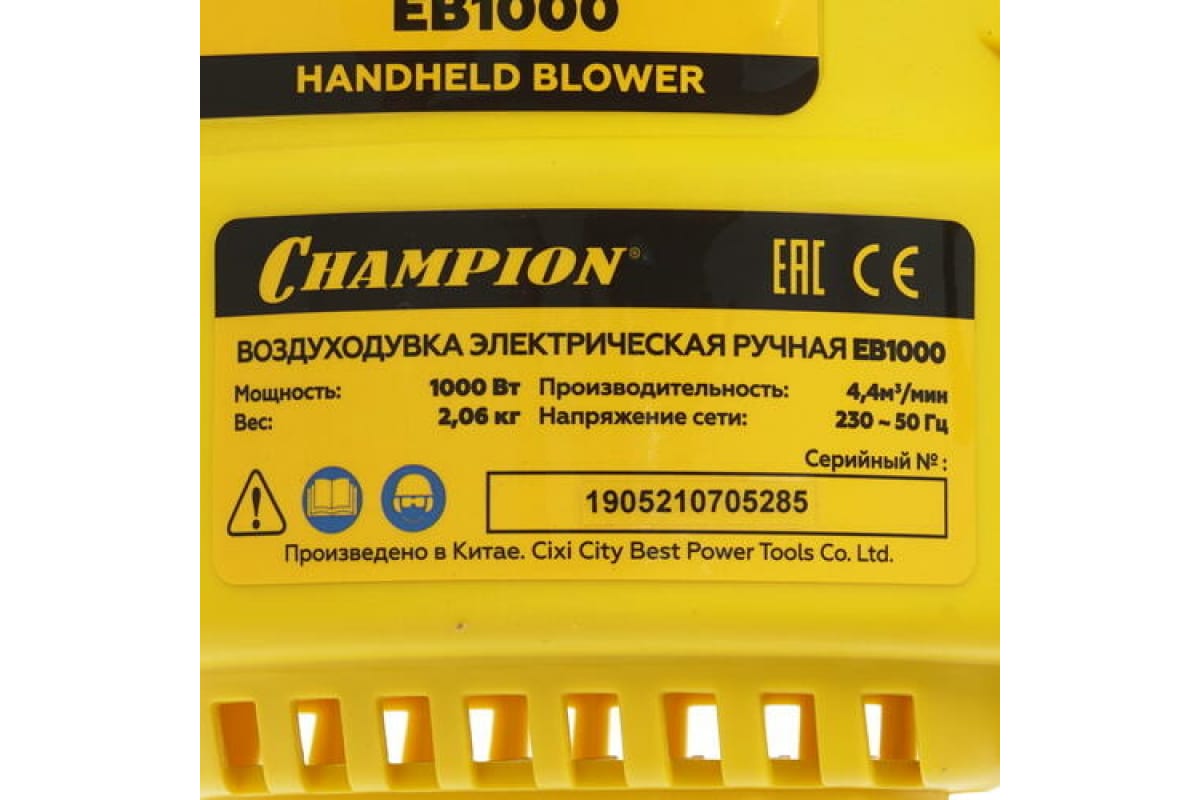 EB1000
HANDHELD BLOWER
CHAMPION® EAC CE
ВОЗДУХОДУВКА ЭЛЕКТРИЧЕСКАЯ РУЧНАЯ EB1000
Мощность: 1000 Вт Производительность: 4,4м³/мин
Вес: 2,06 кг Напряжение сети: 230 ~ 50 Гц
Серийный №:
1905210705285
Произведено в Китае. Cixi City Best Power Tools Co. Ltd.